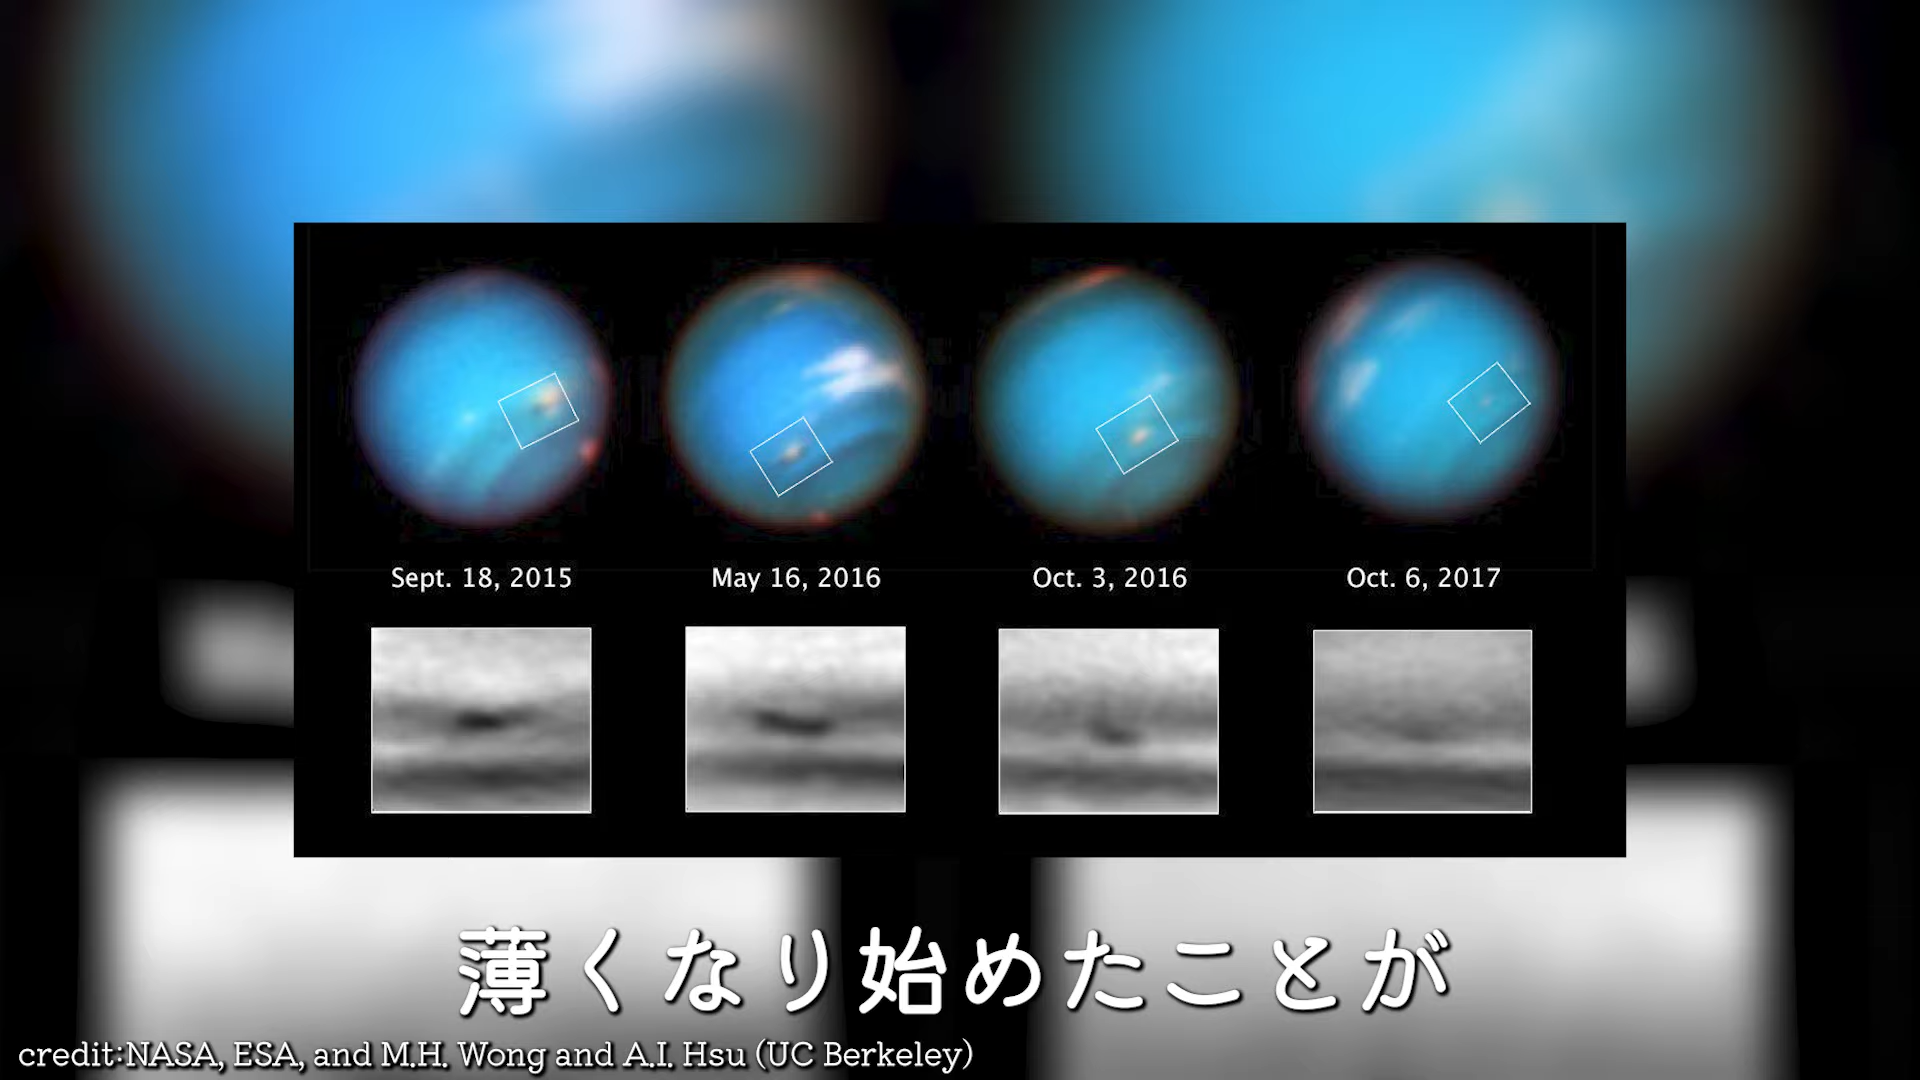 Sept. 18, 2015
May 16, 2016
Oct. 3, 2016
Oct. 6, 2017
薄くなり始めたことが
credit:NASA, ESA, and M.H. Wong and A.I. Hsu (UC Berkeley)